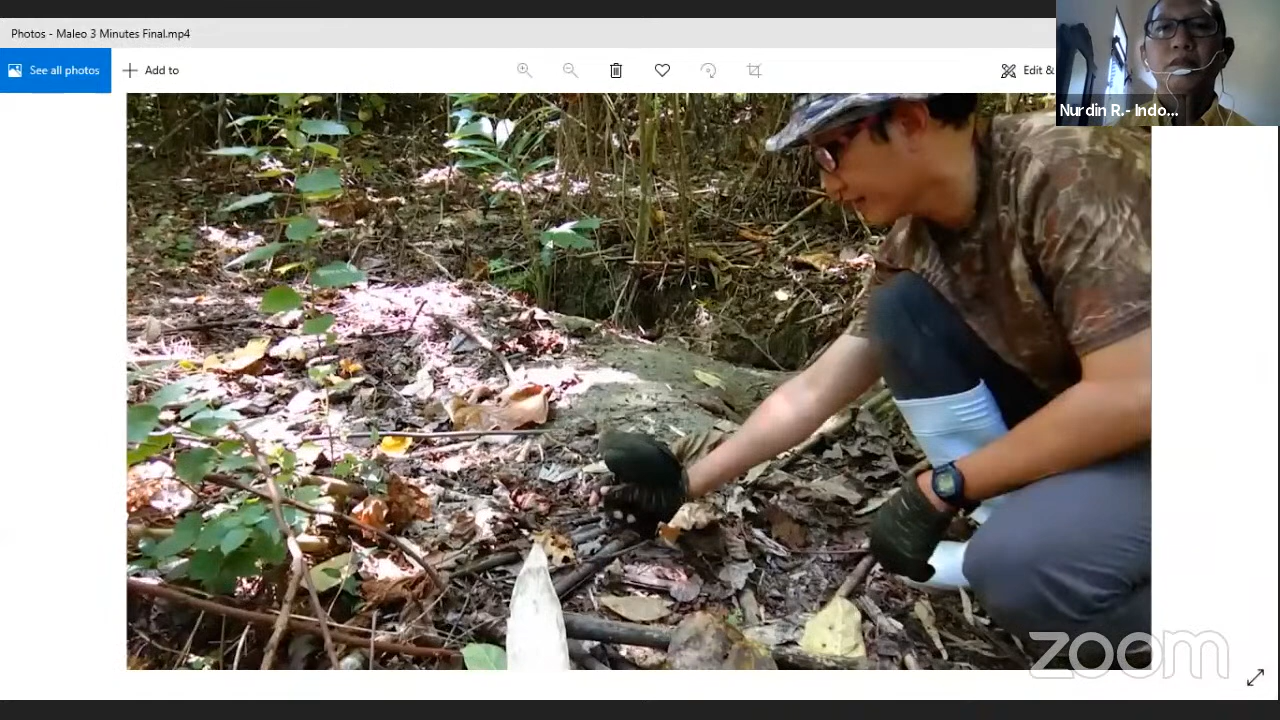 Photos - Maleo 3 Minutes Final.mp4
See all photos
Add to
Edit &
Nurdin R.- Indo...
zoom